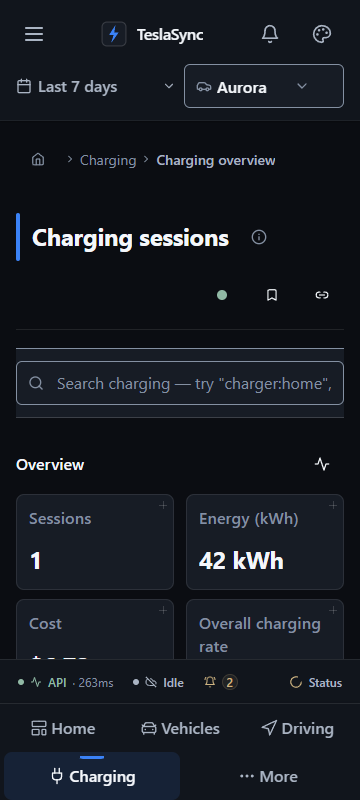 TeslaSync
Last 7 days
Aurora
Charging
Charging overview
Charging sessions
Search charging — try "charger:home",
Overview
Sessions
Energy (kWh)
1
42 kWh
Cost
Overall charging
rate
API · 263ms
Idle
2
Status
Home
Vehicles
Driving
Charging
More